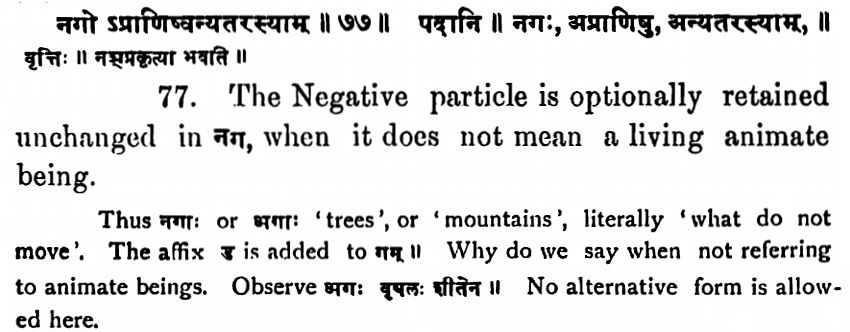 नगो ऽप्राणिष्वन्यतरस्याम् ॥ ७७ ॥ पदानि ॥ नगः, अप्राणिषु, अन्यतरस्याम्, ॥
वृत्तिः ॥ नञ्प्रकृत्या भवति ॥
77. The Negative particle is optionally retained
unchanged in नग, when it does not mean a living animate
being.
Thus नगाः or अगाः 'trees', or 'mountains', literally 'what do not
move'. The affix ड is added to गम् ॥ Why do we say when not referring
to animate beings. Observe अगः वृषलः शीतेन ॥ No alternative form is allow-
ed here.